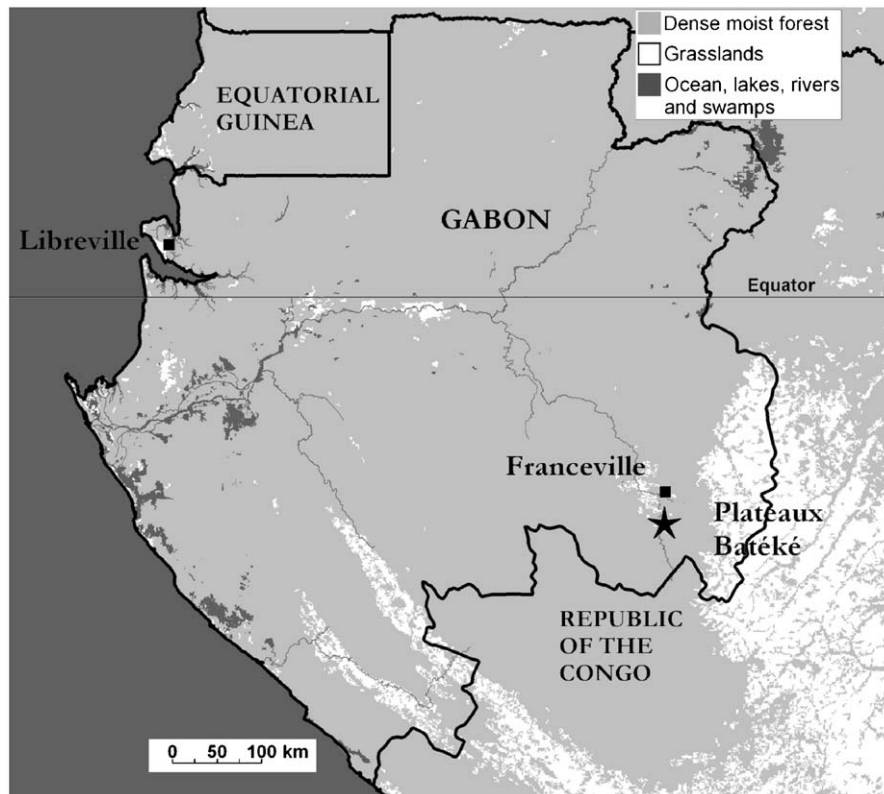 Dense moist forest
Grasslands
Ocean, lakes, rivers
and swamps
EQUATORIAL
GUINEA
GABON
Libreville
Equator
Franceville
Plateaux
Batéké
REPUBLIC
OF THE
CONGO
0 50 100 km